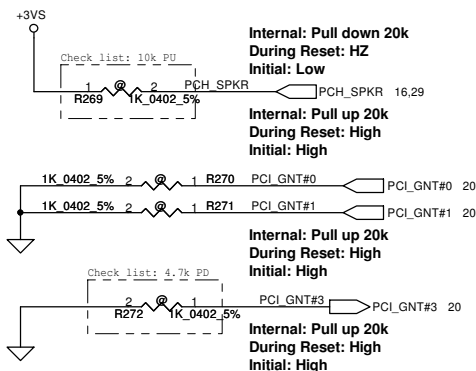 +3VS
Internal: Pull down 20k
During Reset: HZ
Initial: Low
Check list: 10k PU
1 @ 2 PCH_SPKR PCH_SPKR 16,29
R269 1K_0402_5%
Internal: Pull up 20k
During Reset: High
Initial: High
1K_0402_5% 2 @ 1 R270 PCI_GNT#0 PCI_GNT#0 20
1K_0402_5% 2 @ 1 R271 PCI_GNT#1 PCI_GNT#1 20
Internal: Pull up 20k
During Reset: High
Initial: High
Check list: 4.7k PD
2 @ 1 PCI_GNT#3 PCI_GNT#3 20
R272 1K_0402_5%
Internal: Pull up 20k
During Reset: High
Initial: High